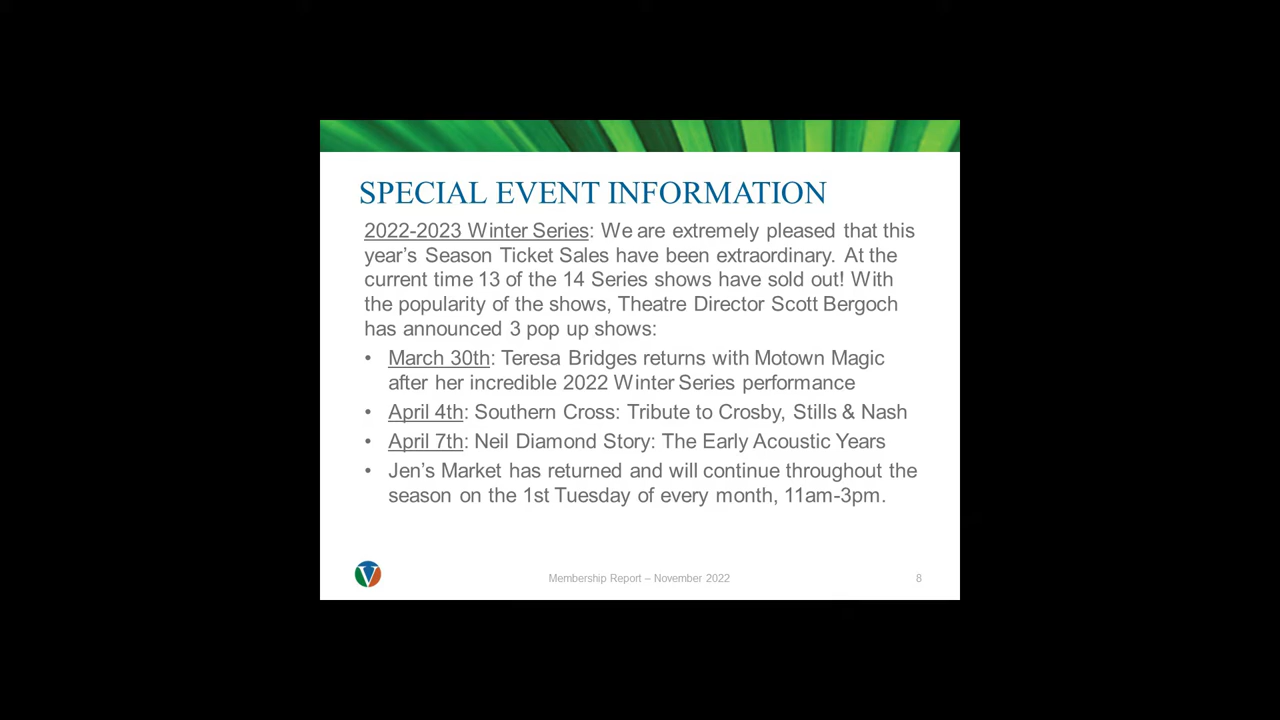 SPECIAL EVENT INFORMATION
2022-2023 Winter Series: We are extremely pleased that this
year’s Season Ticket Sales have been extraordinary. At the
current time 13 of the 14 Series shows have sold out! With
the popularity of the shows, Theatre Director Scott Bergoch
has announced 3 pop up shows:
• March 30th: Teresa Bridges returns with Motown Magic
after her incredible 2022 Winter Series performance
• April 4th: Southern Cross: Tribute to Crosby, Stills & Nash
• April 7th: Neil Diamond Story: The Early Acoustic Years
• Jen’s Market has returned and will continue throughout the
season on the 1st Tuesday of every month, 11am-3pm.
V
Membership Report – November 2022
8